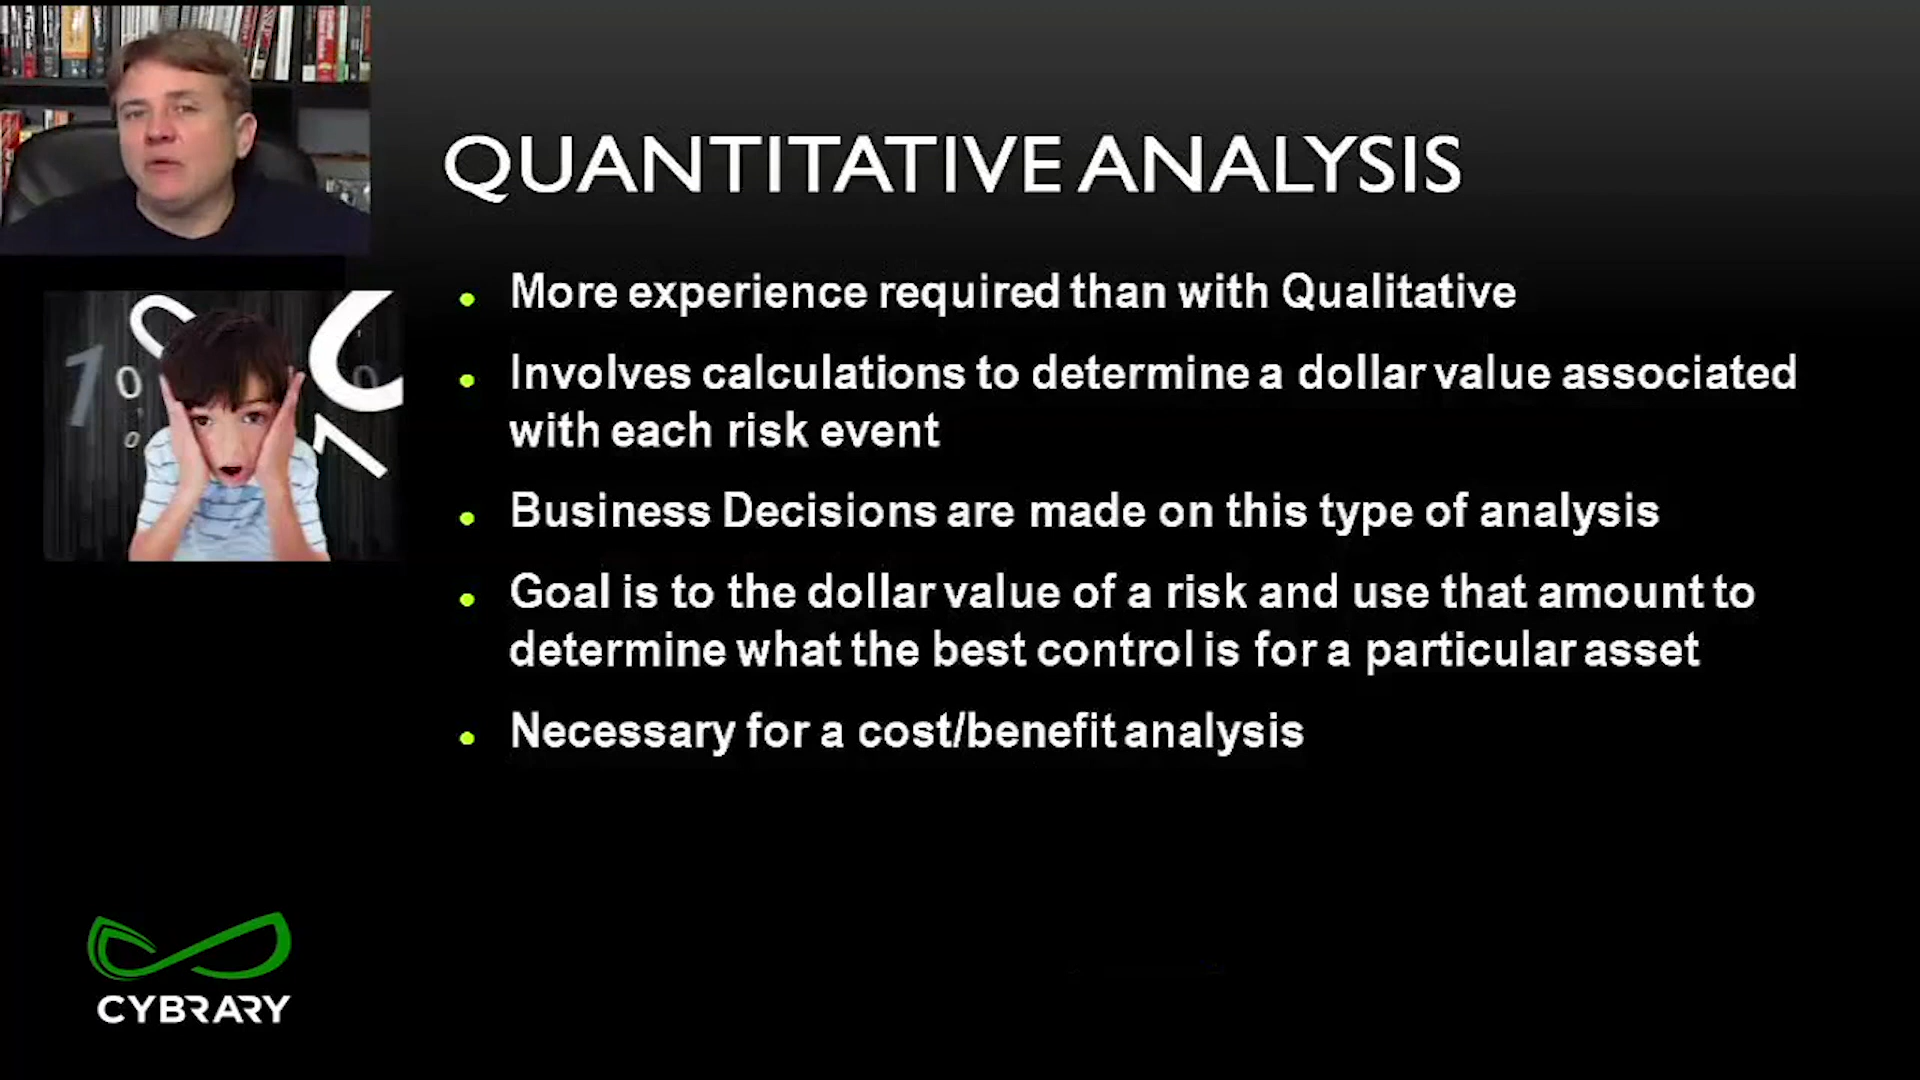 QUANTITATIVE ANALYSIS
More experience required than with Qualitative
Involves calculations to determine a dollar value associated
with each risk event
Business Decisions are made on this type of analysis
Goal is to the dollar value of a risk and use that amount to
determine what the best control is for a particular asset
Necessary for a cost/benefit analysis
CYBRARY